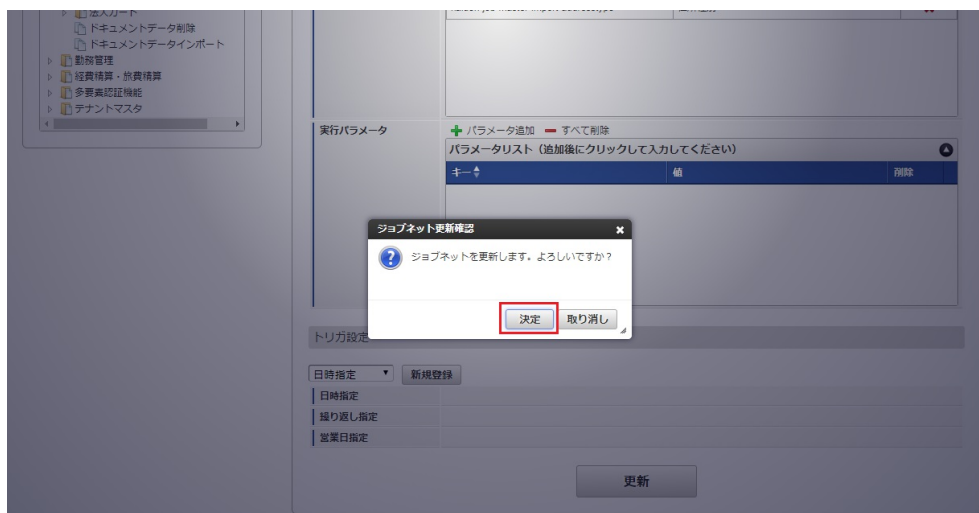 法人カード
ドキュメントデータ削除
ドキュメントデータインポート
勤務管理
経費精算・旅費精算
多要素認証機能
テナントマスタ
実行パラメータ
パラメータ追加 すべて削除
パラメータリスト（追加後にクリックして入力してください）
キー 値 削除
ジョブネット更新確認
ジョブネットを更新します。よろしいですか？
決定 取り消し
トリガ設定
日時指定 新規登録
日時指定
繰り返し指定
営業日指定
更新